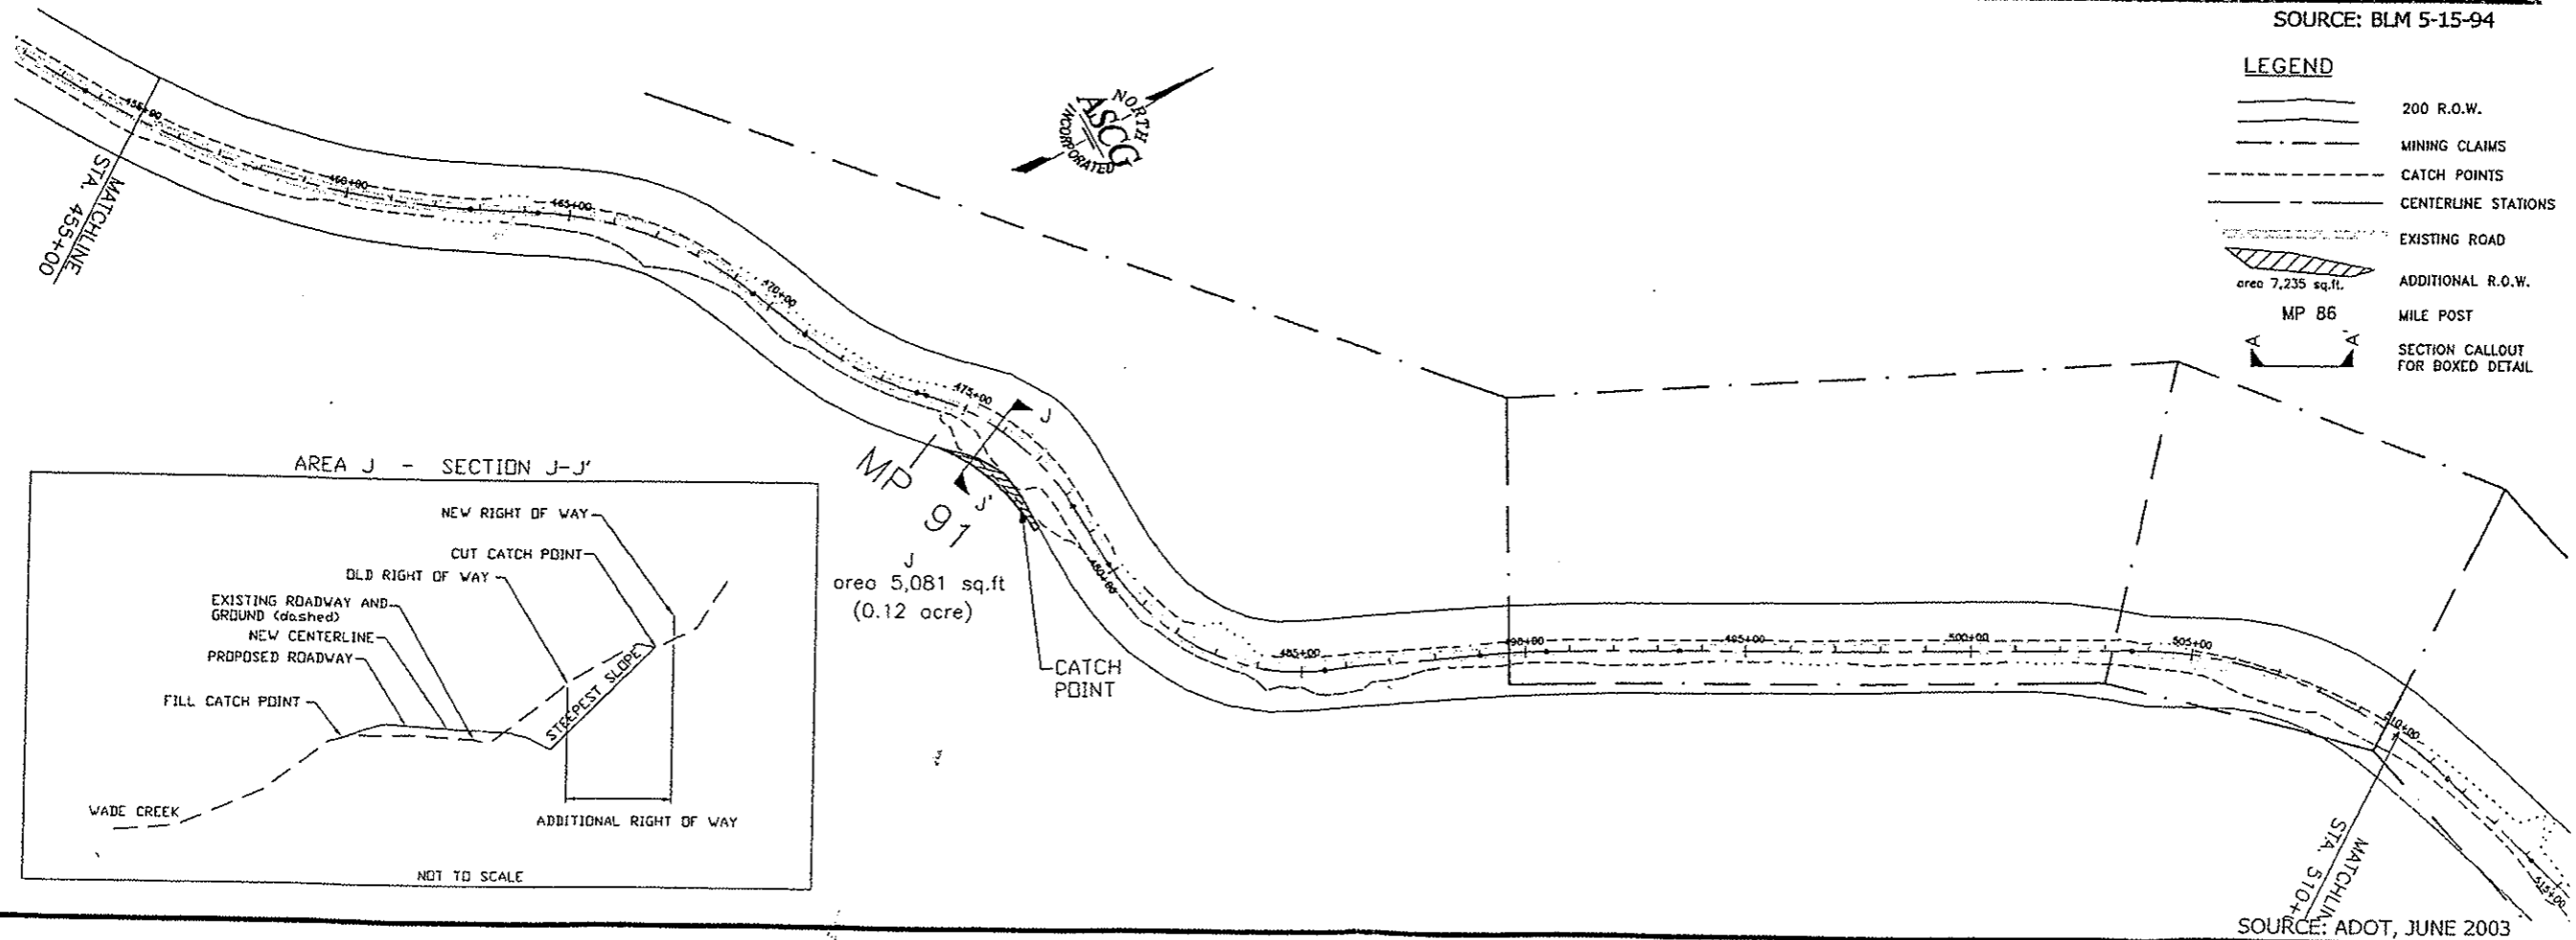 SOURCE: BLM 5-15-94
LEGEND
200 R.O.W.
MINING CLAIMS
CATCH POINTS
CENTERLINE STATIONS
EXISTING ROAD
ADDITIONAL R.O.W.
area 7,235 sq.ft.
MP 86
MILE POST
A
A
SECTION CALLOUT
FOR BOXED DETAIL
NORTH
ASCG
INCORPORATED
MATCHLINE
STA. 455+00
455+00
460+00
465+00
470+00
475+00
480+00
485+00
490+00
495+00
500+00
505+00
510+00
515+00
J
J'
MP 91
J
area 5,081 sq.ft
(0.12 acre)
CATCH
POINT
AREA J - SECTION J-J'
NEW RIGHT OF WAY
CUT CATCH POINT
OLD RIGHT OF WAY
EXISTING ROADWAY AND
GROUND (dashed)
NEW CENTERLINE
PROPOSED ROADWAY
FILL CATCH POINT
STEEPEST SLOPE
WADE CREEK
ADDITIONAL RIGHT OF WAY
NOT TO SCALE
MATCHLIN
STA. 510+
SOURCE: ADOT, JUNE 2003